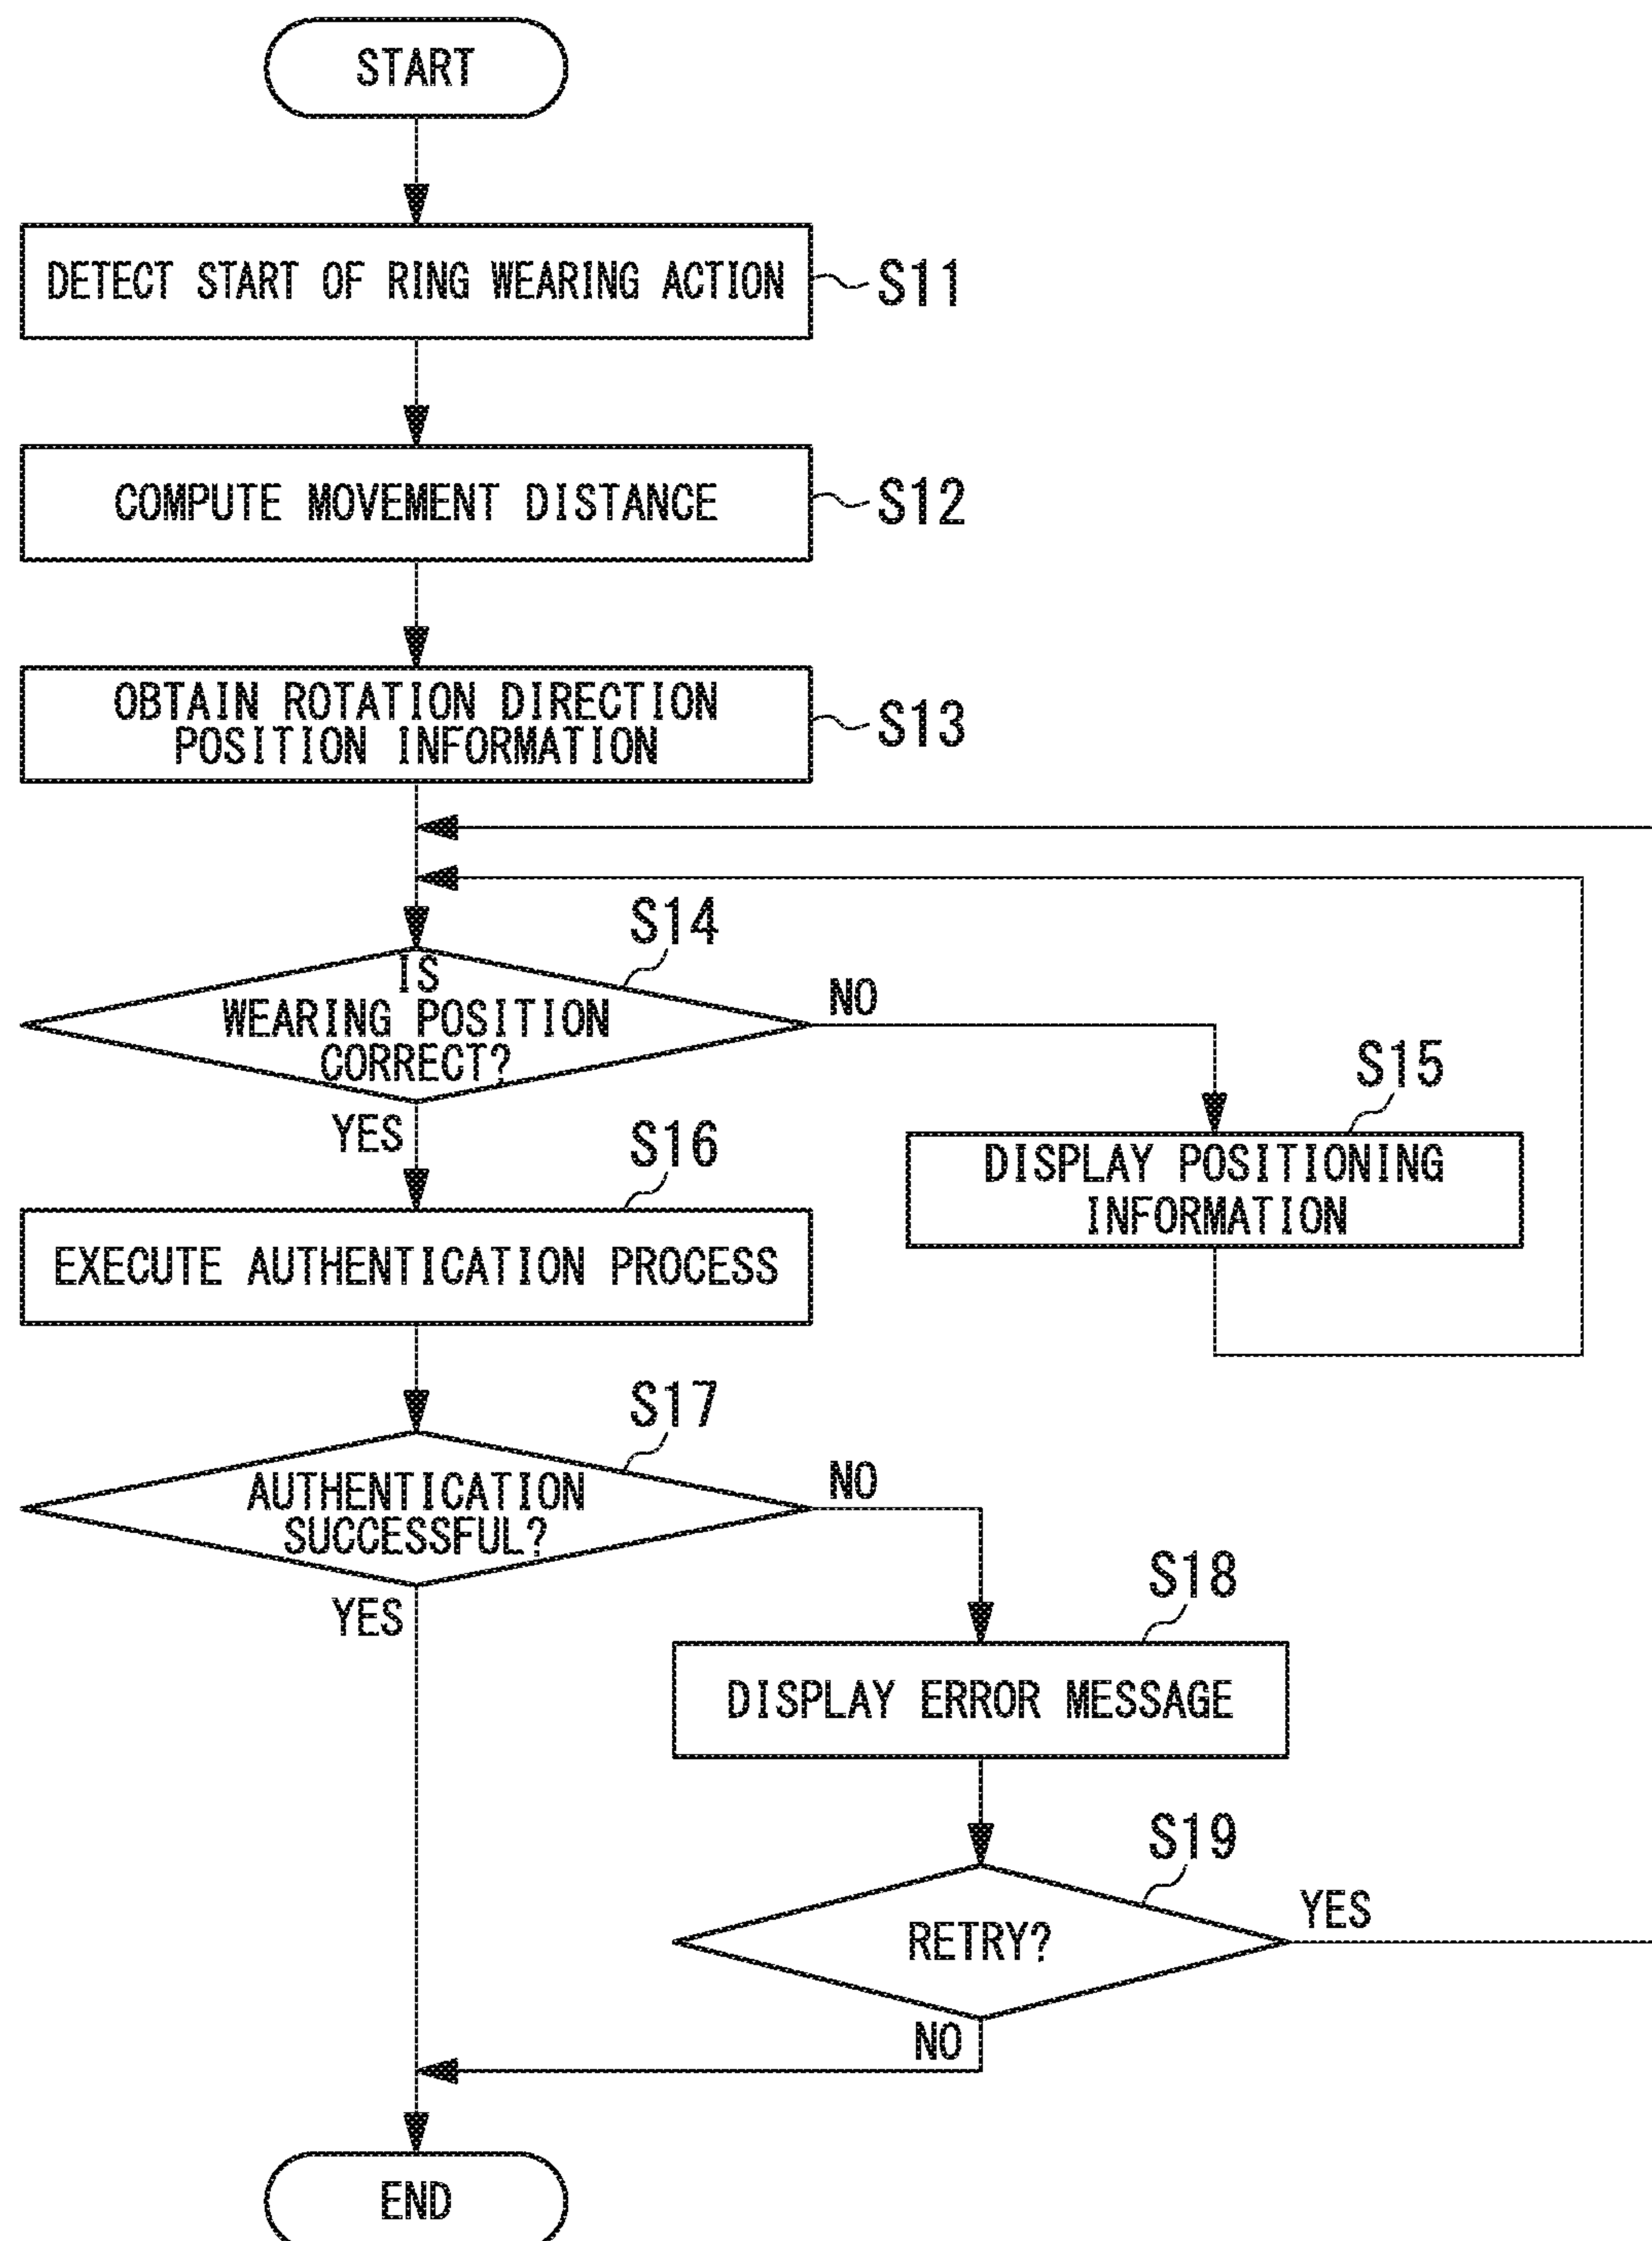 START
DETECT START OF RING WEARING ACTION
S11
COMPUTE MOVEMENT DISTANCE
S12
OBTAIN ROTATION DIRECTION
POSITION INFORMATION
S13
S14
IS
WEARING POSITION
CORRECT?
NO
YES
S15
DISPLAY POSITIONING
INFORMATION
S16
EXECUTE AUTHENTICATION PROCESS
S17
AUTHENTICATION
SUCCESSFUL?
NO
YES
S18
DISPLAY ERROR MESSAGE
S19
RETRY?
YES
NO
END